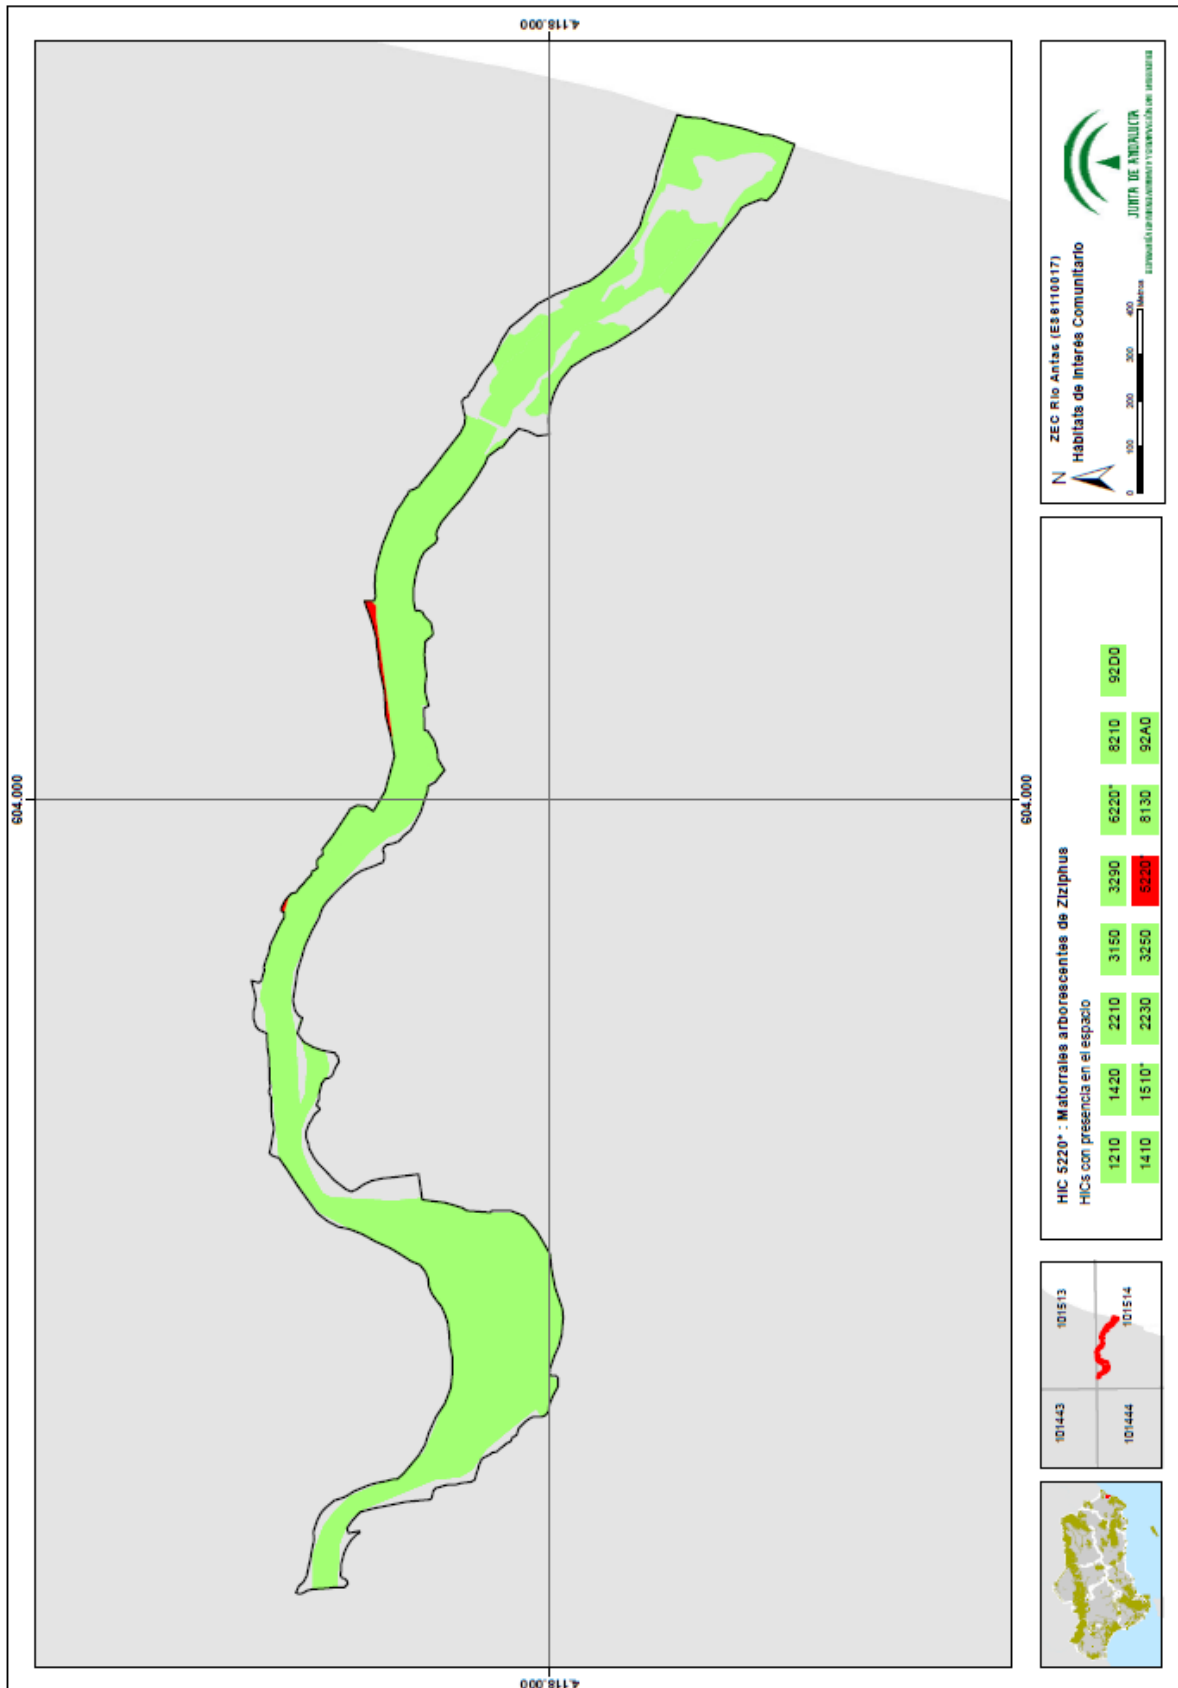 4.118.000
604.000
604.000
4.118.000
101443
101513
101444
101514
HIC 5220* : Matorrales arborescentes de Ziziphus
HICs con presencia en el espacio
1210 1420 2210 3150 3290 6220* 8210 92D0
1410 1510* 2230 3250 5220* 8130 92A0
N
ZEC Río Antas (ES6110017)
Hábitats de Interés Comunitario
0 100 200 300 400
Metros
JUNTA DE ANDALUCIA